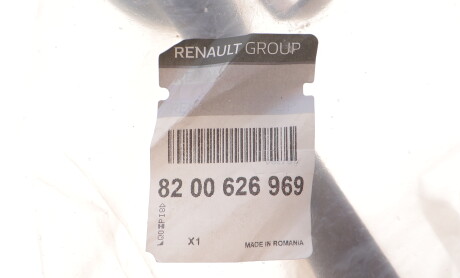 RENAULT GROUP
82 00 626 969
X1
MADE IN ROMANIA